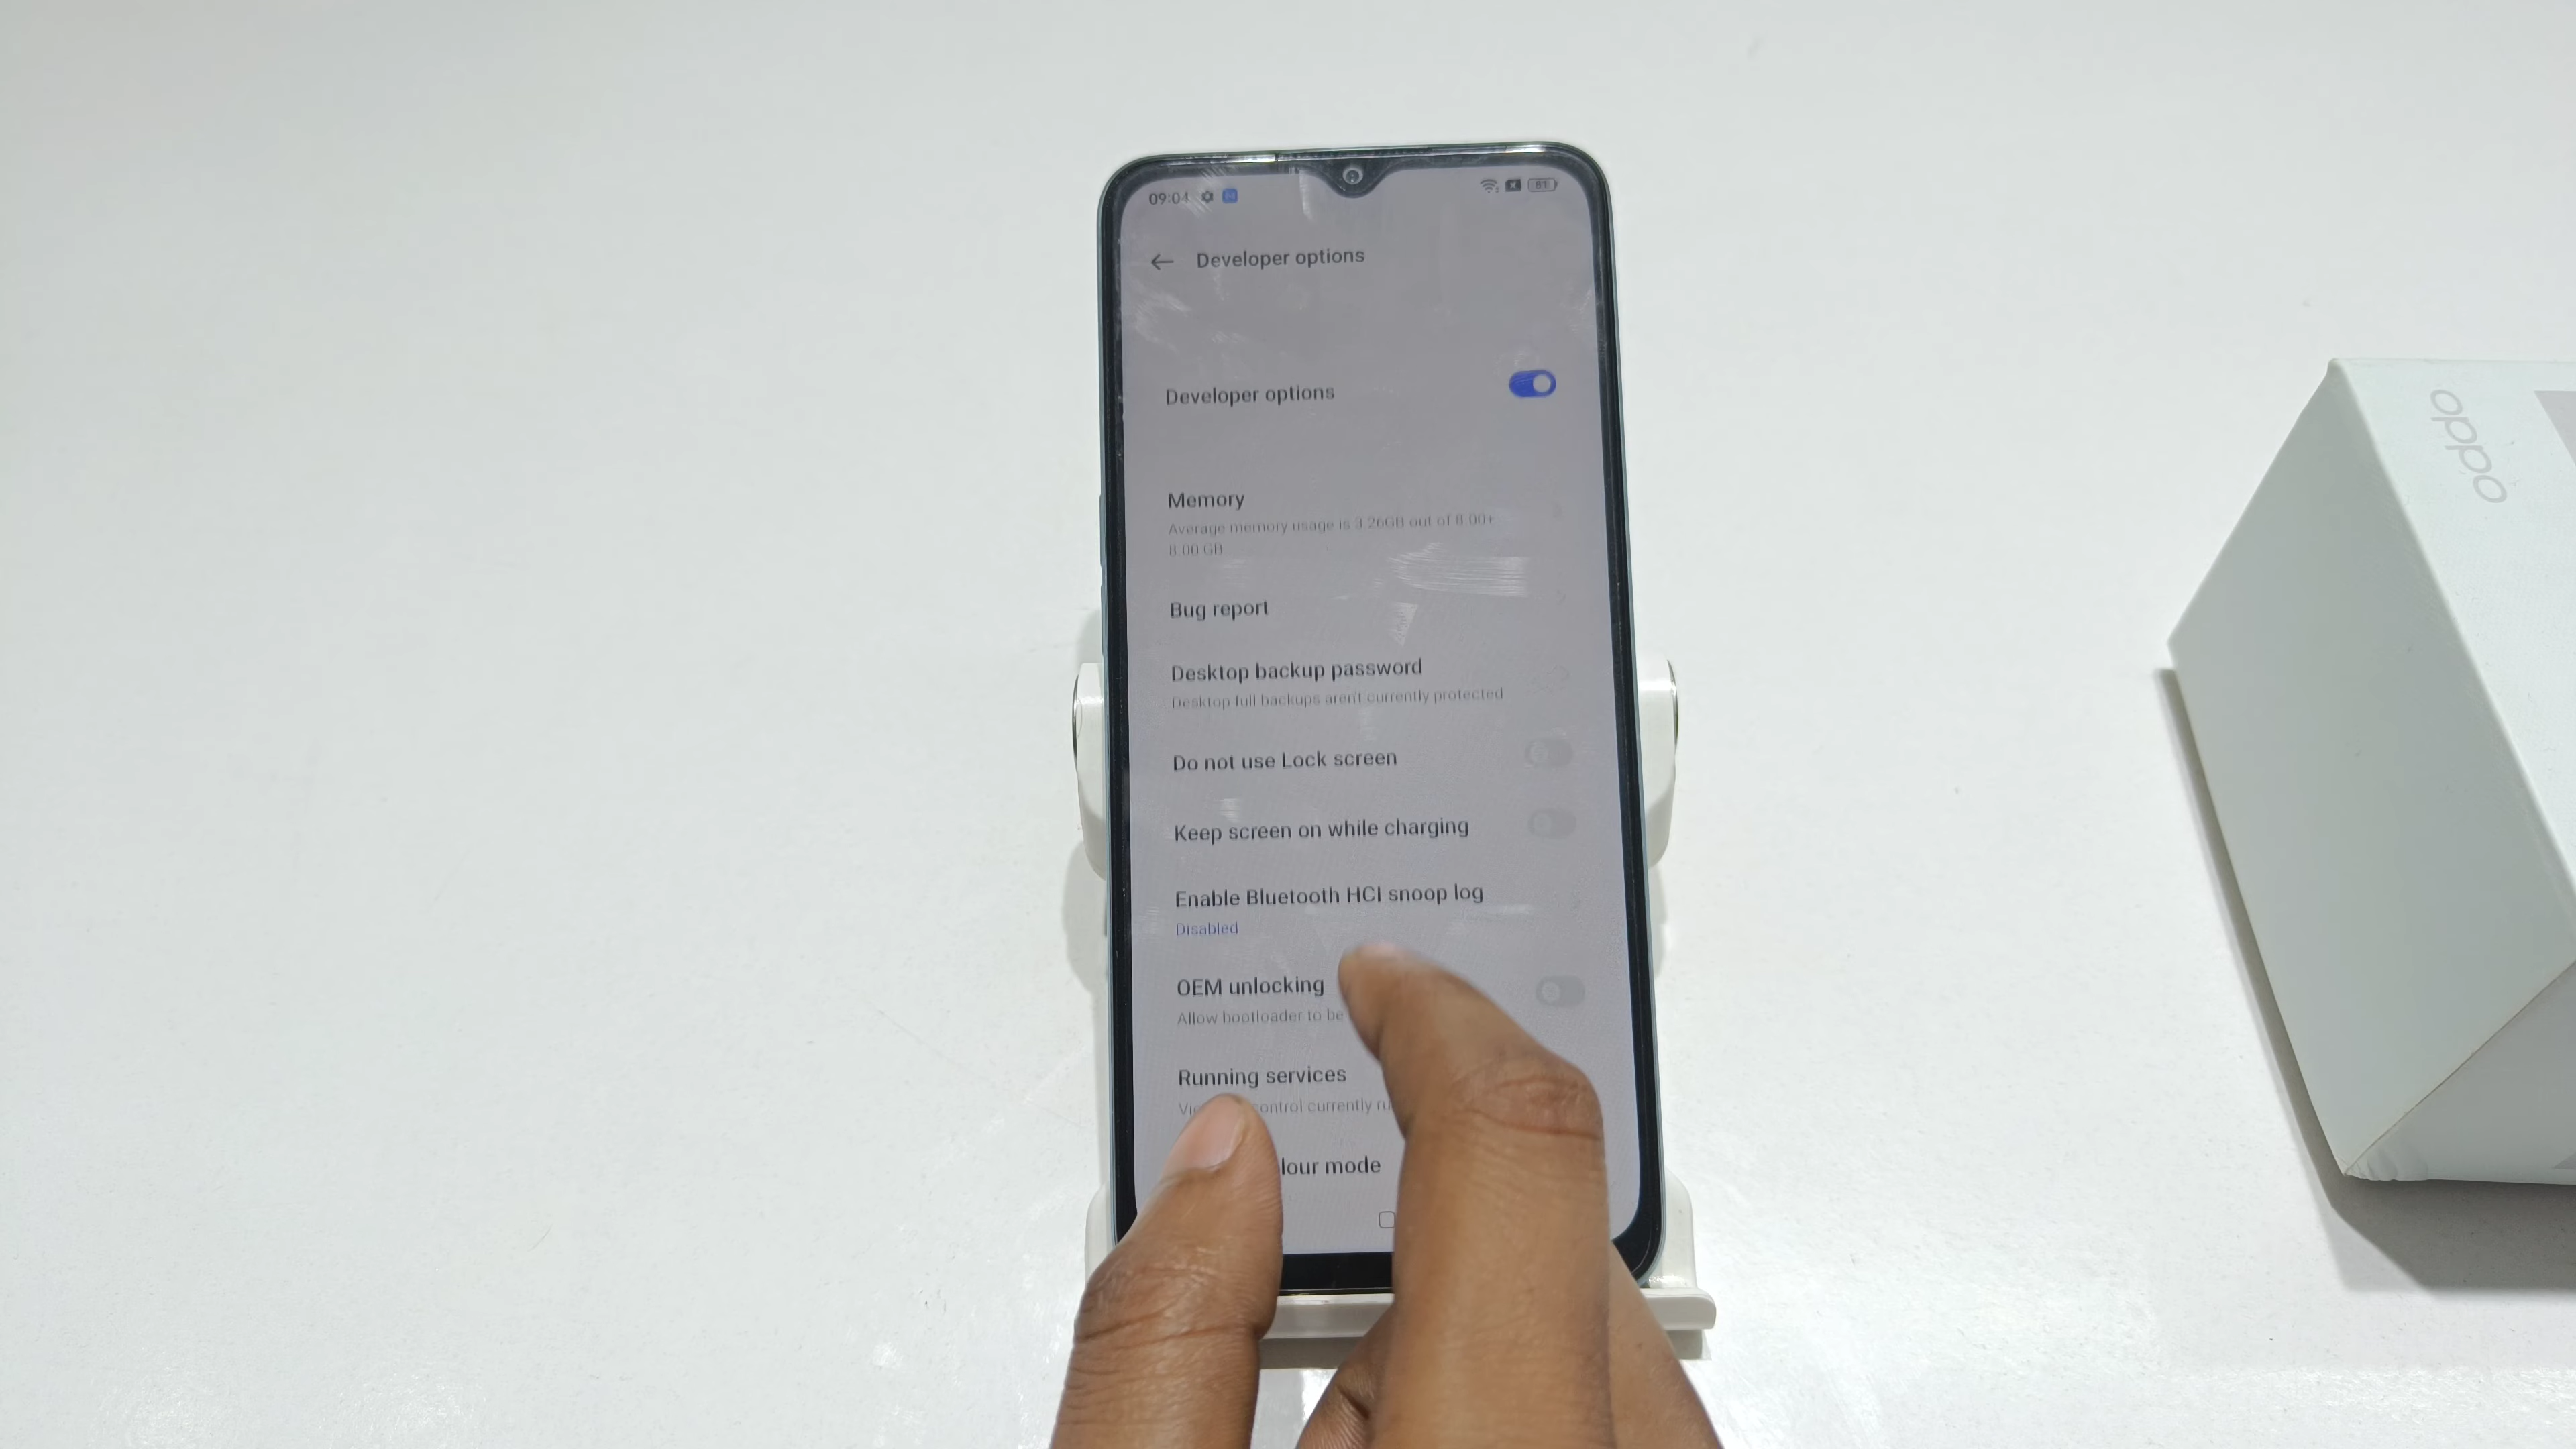 09:04
81
Developer options
Developer options
Memory
Average memory usage is 3.26GB out of 8.00+
8.00 GB
Bug report
Desktop backup password
Desktop full backups aren't currently protected
Do not use Lock screen
Keep screen on while charging
Enable Bluetooth HCI snoop log
Disabled
OEM unlocking
Allow bootloader to be
Running services
control currently
mode
oppo